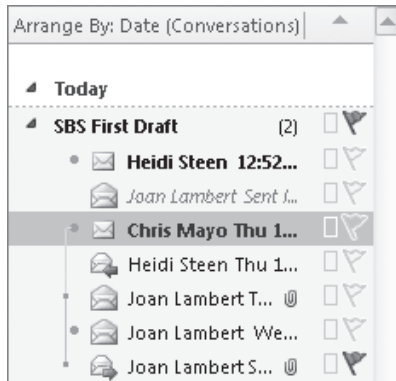 Arrange By: Date (Conversations)
Today
SBS First Draft (2)
Heidi Steen 12:52...
Joan Lambert Sent I...
Chris Mayo Thu 1...
Heidi Steen Thu 1...
Joan Lambert T...
Joan Lambert We...
Joan Lambert S...